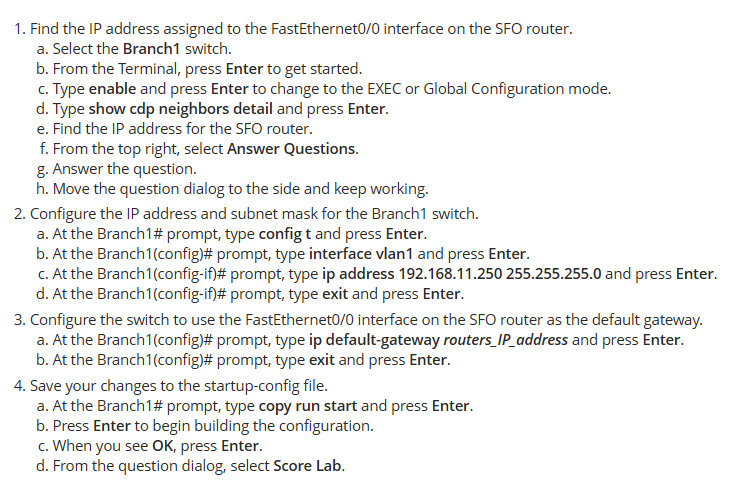 1. Find the IP address assigned to the FastEthernet0/0 interface on the SFO router.
a. Select the Branch1 switch.
b. From the Terminal, press Enter to get started.
c. Type enable and press Enter to change to the EXEC or Global Configuration mode.
d. Type show cdp neighbors detail and press Enter.
e. Find the IP address for the SFO router.
f. From the top right, select Answer Questions.
g. Answer the question.
h. Move the question dialog to the side and keep working.
2. Configure the IP address and subnet mask for the Branch1 switch.
a. At the Branch1# prompt, type config t and press Enter.
b. At the Branch1(config)# prompt, type interface vlan1 and press Enter.
c. At the Branch1(config-if)# prompt, type ip address 192.168.11.250 255.255.255.0 and press Enter.
d. At the Branch1(config-if)# prompt, type exit and press Enter.
3. Configure the switch to use the FastEthernet0/0 interface on the SFO router as the default gateway.
a. At the Branch1(config)# prompt, type ip default-gateway routers_IP_address and press Enter.
b. At the Branch1(config)# prompt, type exit and press Enter.
4. Save your changes to the startup-config file.
a. At the Branch1# prompt, type copy run start and press Enter.
b. Press Enter to begin building the configuration.
c. When you see OK, press Enter.
d. From the question dialog, select Score Lab.